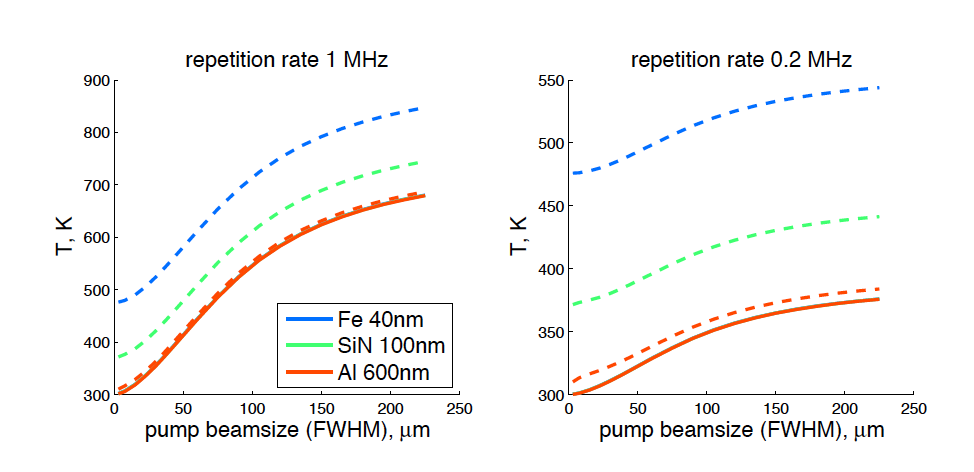 repetition rate 1 MHz
900
800
700
600
500
400
300
T, K
0
50
100
150
200
250
pump beamsize (FWHM), μm
Fe 40nm
SiN 100nm
Al 600nm
repetition rate 0.2 MHz
550
500
450
400
350
300
T, K
0
50
100
150
200
250
pump beamsize (FWHM), μm